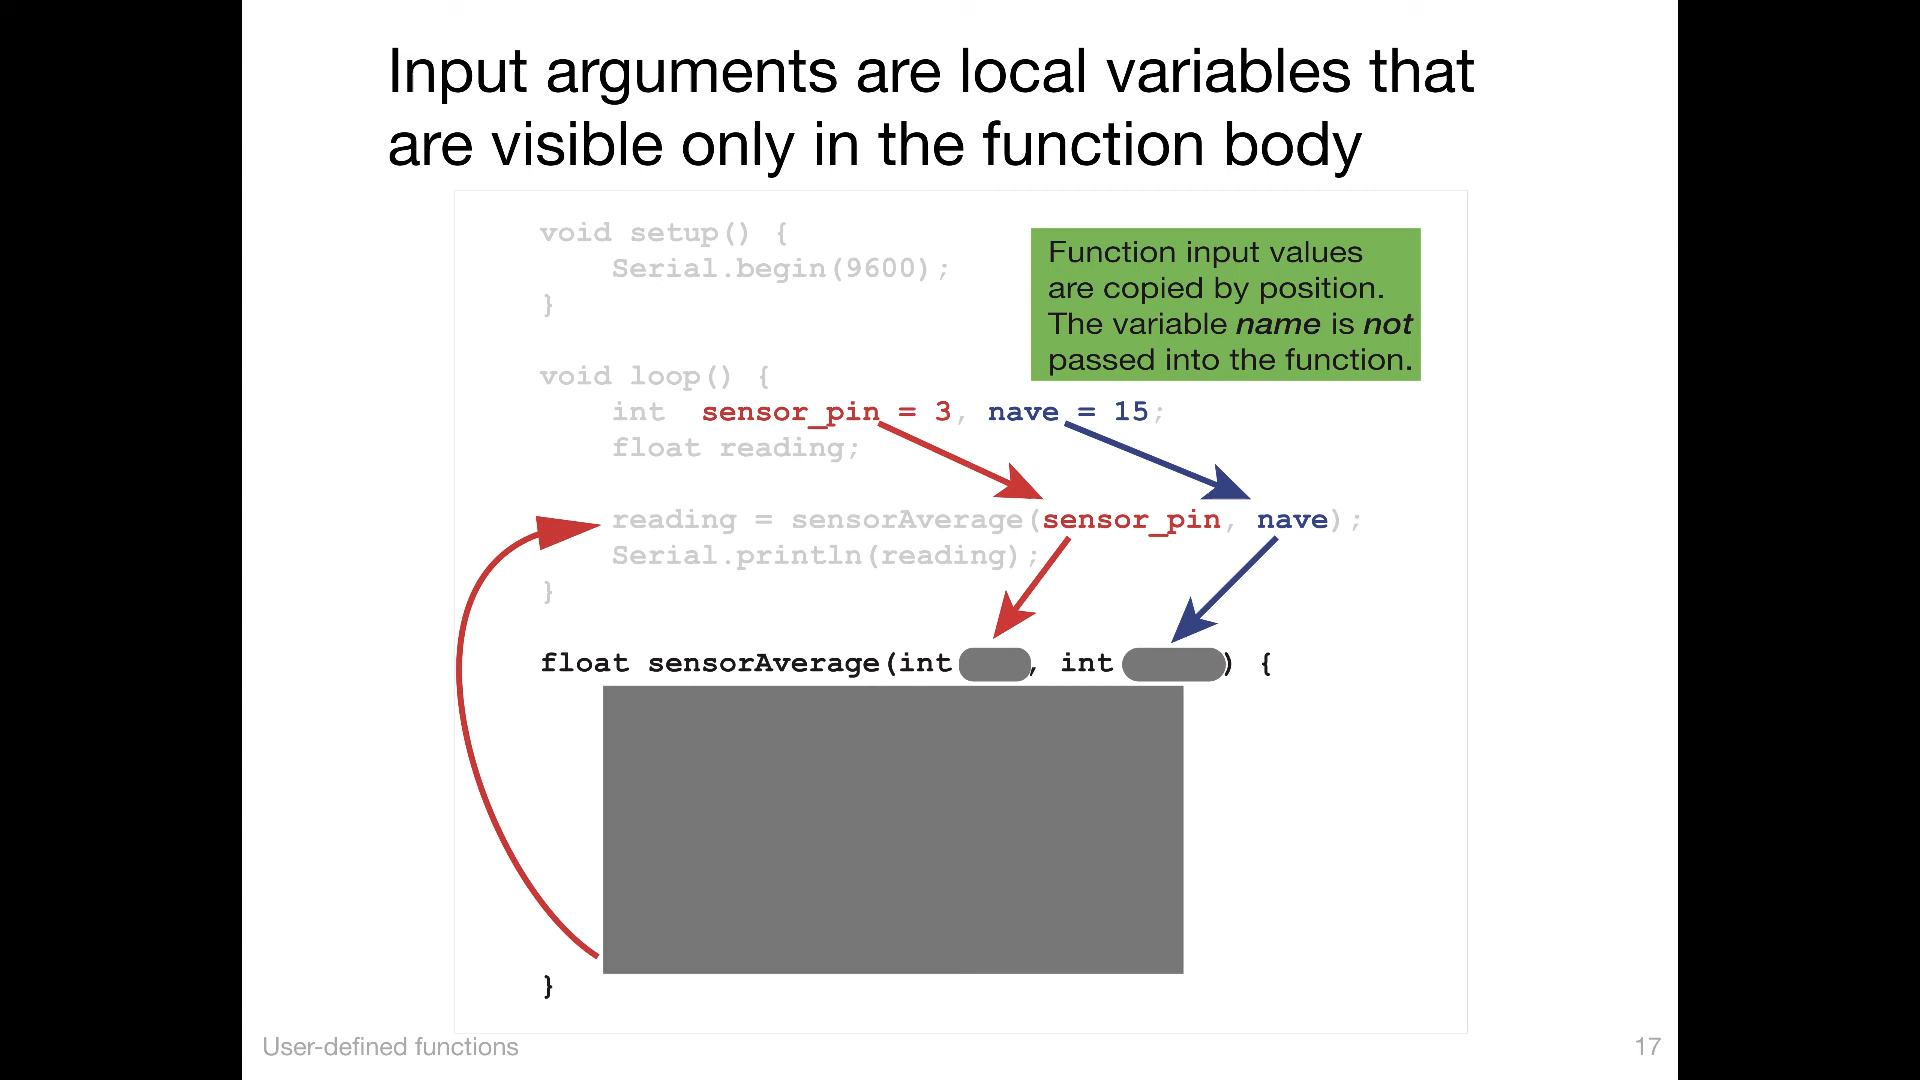 Input arguments are local variables that
are visible only in the function body
void setup() {
Serial.begin(9600);
}
Function input values
are copied by position.
The variable name is not
passed into the function.
void loop() {
int  sensor_pin = 3, nave = 15;
float reading;
reading = sensorAverage(sensor_pin, nave);
Serial.println(reading);
}
float sensorAverage(int , int ) {
}
User-defined functions
17